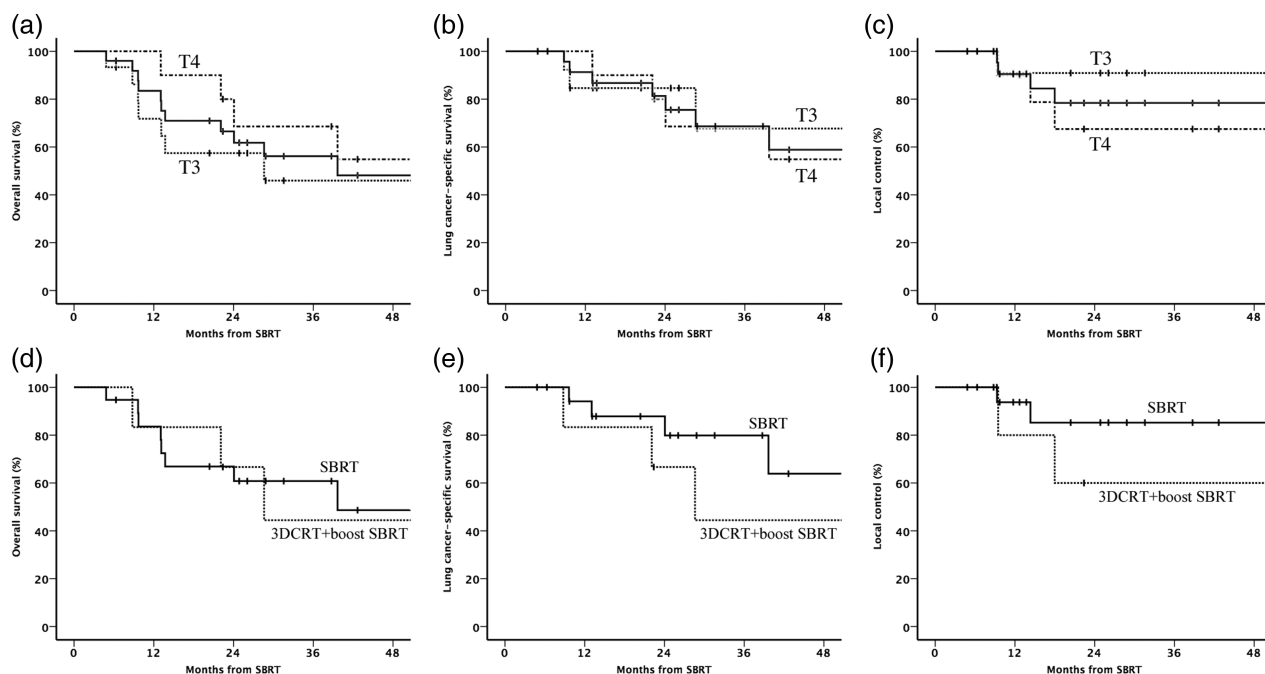 (a)
Overall survival (%)
100
80
60
40
20
0
T4
T3
0 12 24 36 48
Months from SBRT
(b)
Lung cancer–specific survival (%)
100
80
60
40
20
0
T3
T4
0 12 24 36 48
Months from SBRT
(c)
Local control (%)
100
80
60
40
20
0
T3
T4
0 12 24 36 48
Months from SBRT
(d)
Overall survival (%)
100
80
60
40
20
0
SBRT
3DCRT+boost SBRT
0 12 24 36 48
Months from SBRT
(e)
Lung cancer–specific survival (%)
100
80
60
40
20
0
SBRT
3DCRT+boost SBRT
0 12 24 36 48
Months from SBRT
(f)
Local control (%)
100
80
60
40
20
0
SBRT
3DCRT+boost SBRT
0 12 24 36 48
Months from SBRT